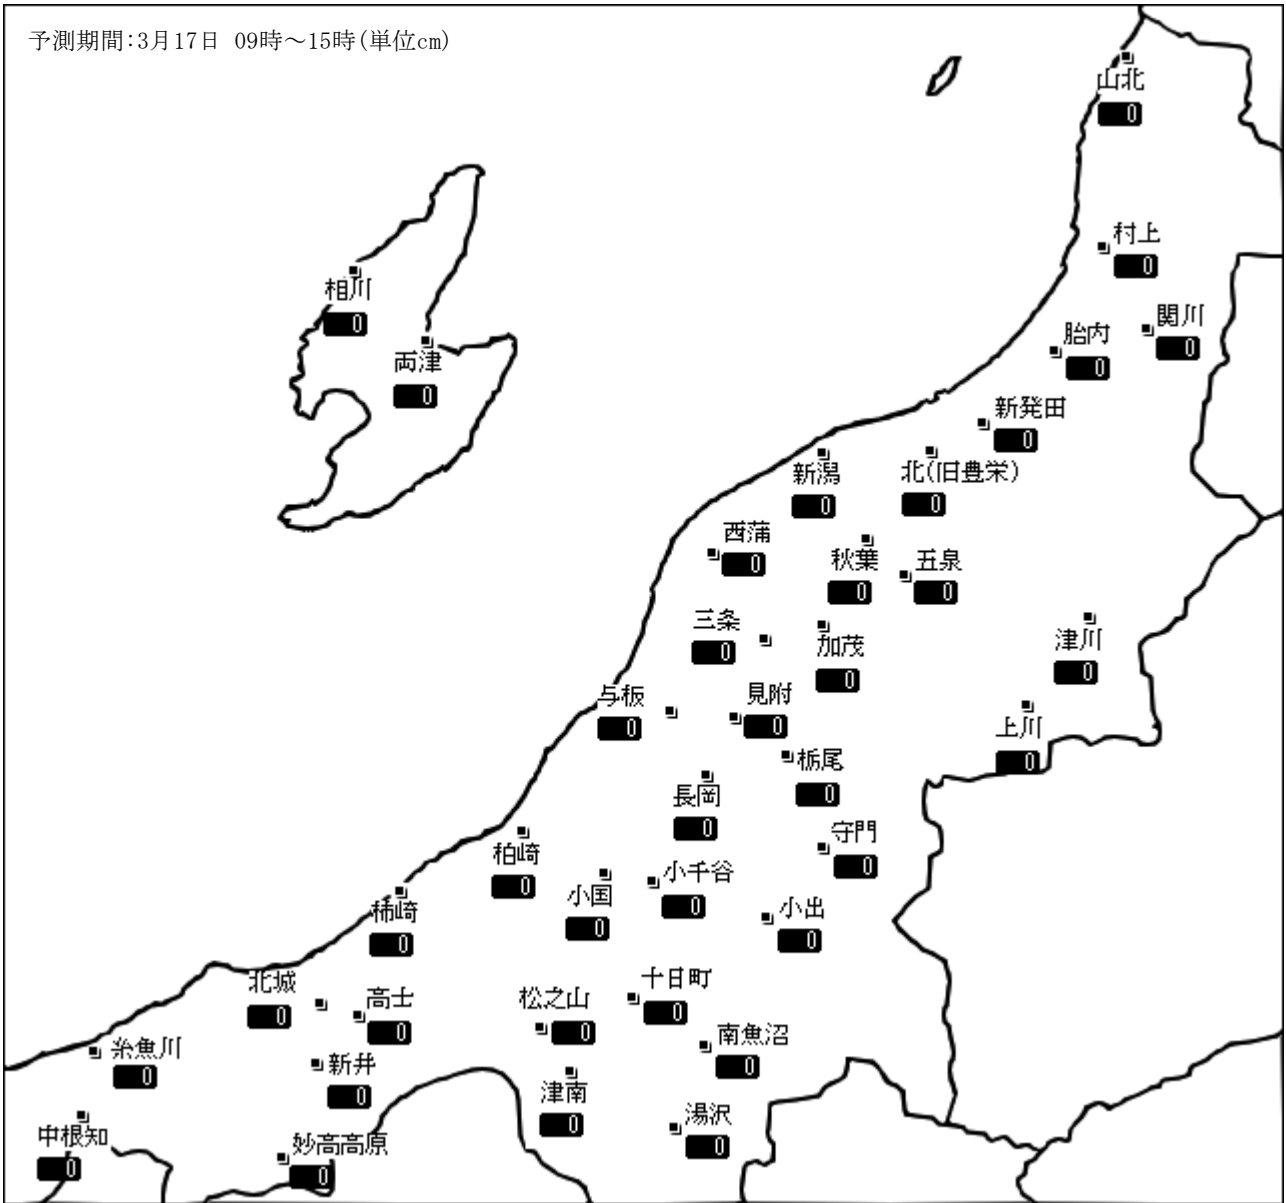 予測期間:3月17日 09時～15時(単位cm)
山北
0
村上
0
相川
0
関川
0
胎内
0
両津
0
新発田
0
新潟
0
北(旧豊栄)
0
西蒲
0
秋葉
0
五泉
0
三条
0
加茂
0
津川
0
与板
0
見附
0
上川
0
栃尾
0
長岡
0
守門
0
柏崎
0
小国
0
小千谷
0
小出
0
柿崎
0
北城
0
高士
0
松之山
0
十日町
0
南魚沼
0
糸魚川
0
新井
0
津南
0
湯沢
0
中根知
0
妙高高原
0